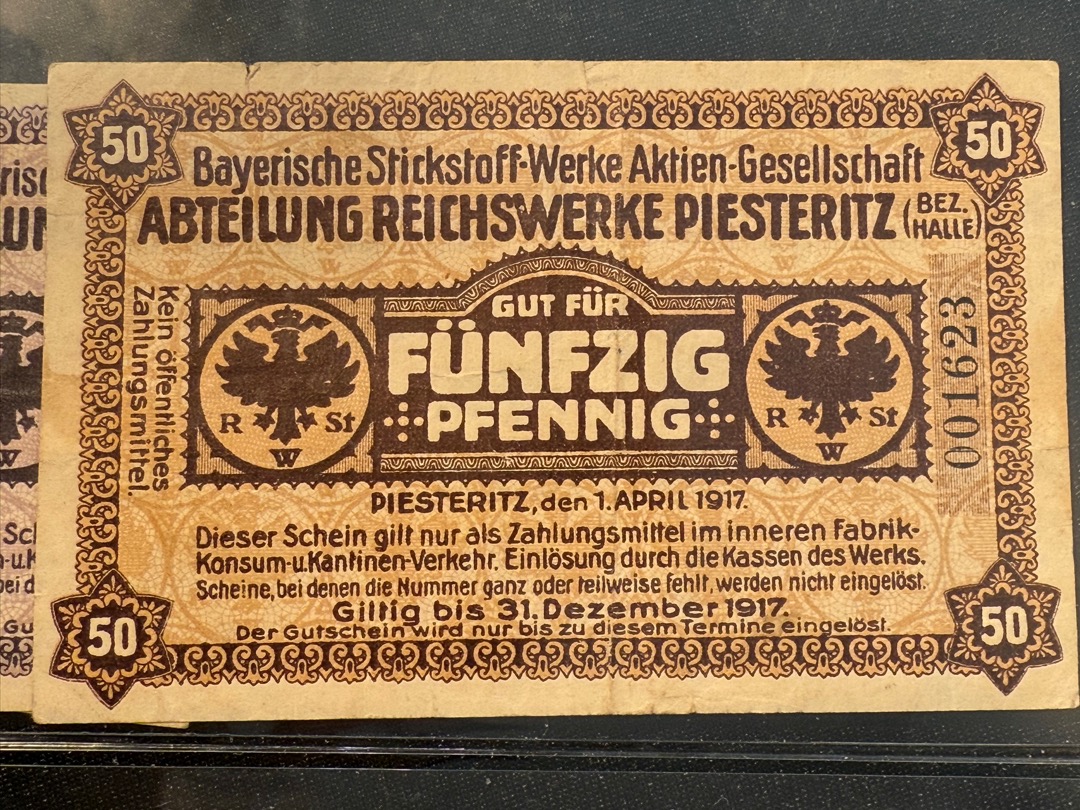 50
50
Bayerische Stickstoff-Werke Aktien-Gesellschaft
ABTEILUNG REICHSWERKE PIESTERITZ (BEZ. HALLE)
Kein öffentliches
Zahlungsmittel.
GUT FÜR
FÜNFZIG
PFENNIG
R St
W
R St
W
001623
PIESTERITZ, den 1. APRIL 1917.
Dieser Schein gilt nur als Zahlungsmittel im inneren Fabrik-
Konsum-u.Kantinen-Verkehr. Einlösung durch die Kassen des Werks.
Scheine, bei denen die Nummer ganz oder teilweise fehlt, werden nicht eingelöst.
Giltig bis 31. Dezember 1917.
Der Gutschein wird nur bis zu diesem Termine eingelöst.
50
50